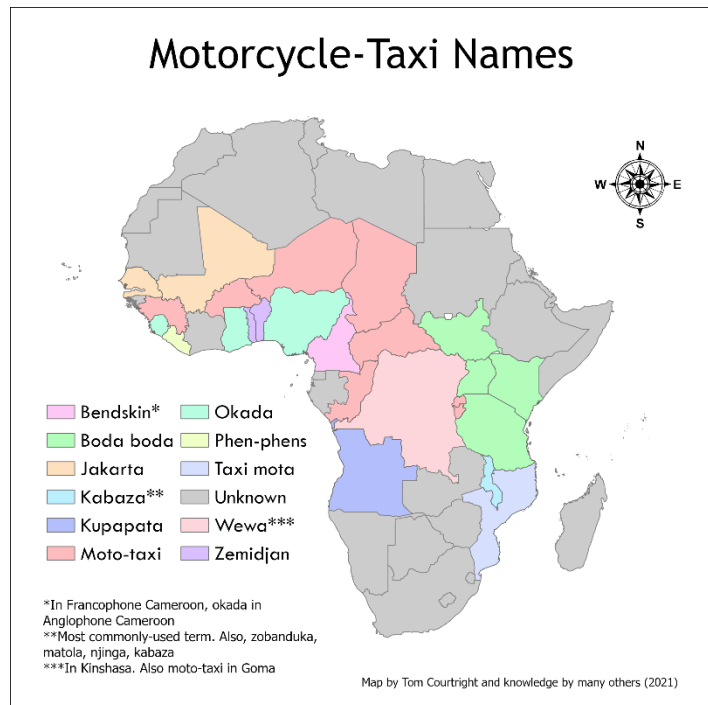 Motorcycle-Taxi Names
N
W E
S
Bendskin*
Boda boda
Jakarta
Kabaza**
Kupapata
Moto-taxi
Okada
Phen-phens
Taxi mota
Unknown
Wewa***
Zemidjan
*In Francophone Cameroon, okada in
Anglophone Cameroon
**Most commonly-used term. Also, zobanduka,
matola, njinga, kabaza
***In Kinshasa. Also moto-taxi in Goma
Map by Tom Courtright and knowledge by many others (2021)